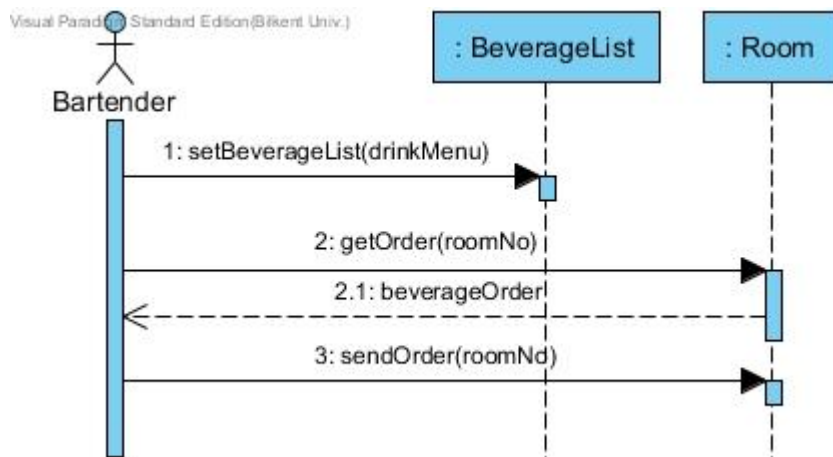 Visual Paradigm Standard Edition(Bilkent Univ.)
: BeverageList
: Room
Bartender
1: setBeverageList(drinkMenu)
2: getOrder(roomNo)
2.1: beverageOrder
3: sendOrder(roomNo)